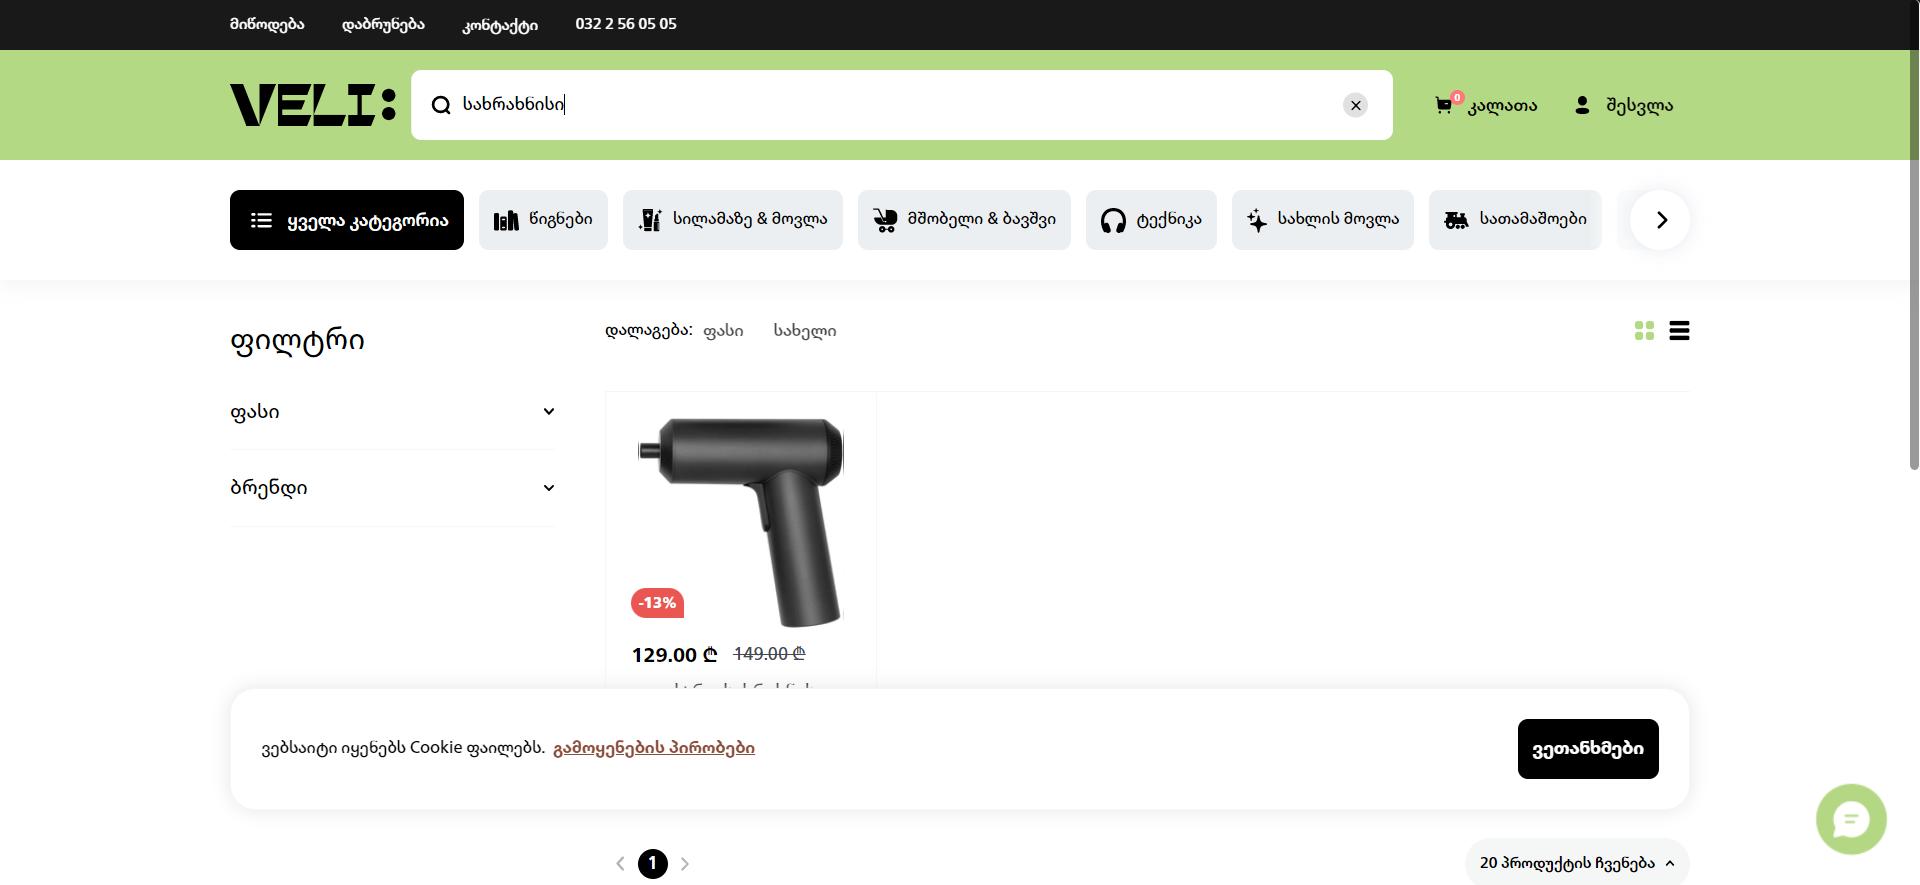 მიწოდება
დაბრუნება
კონტაქტი
032 2 56 05 05
VELI:
სახრახნისი
0
კალათა
შესვლა
ყველა კატეგორია
წიგნები
სილამაზე & მოვლა
მშობელი & ბავშვი
ტექნიკა
სახლის მოვლა
სათამაშოები
ფილტრი
ფასი
ბრენდი
დალაგება:
ფასი
სახელი
-13%
129.00 ₾
149.00 ₾
ვებსაიტი იყენებს Cookie ფაილებს. გამოყენების პირობები
ვეთანხმები
1
20 პროდუქტის ჩვენება